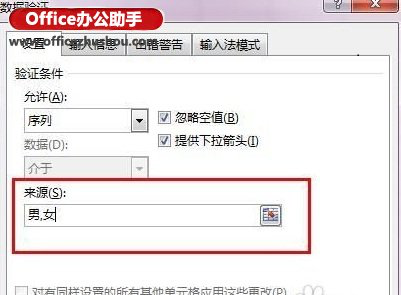 数据验证
Office办公助手
www.officezhushou.com
设置 输入信息 出错警告 输入法模式
验证条件
允许(A):
序列
忽略空值(B)
数据(D):
提供下拉箭头(I)
介于
来源(S):
男,女
对有同样设置的所有其他单元格应用这些更改(P)